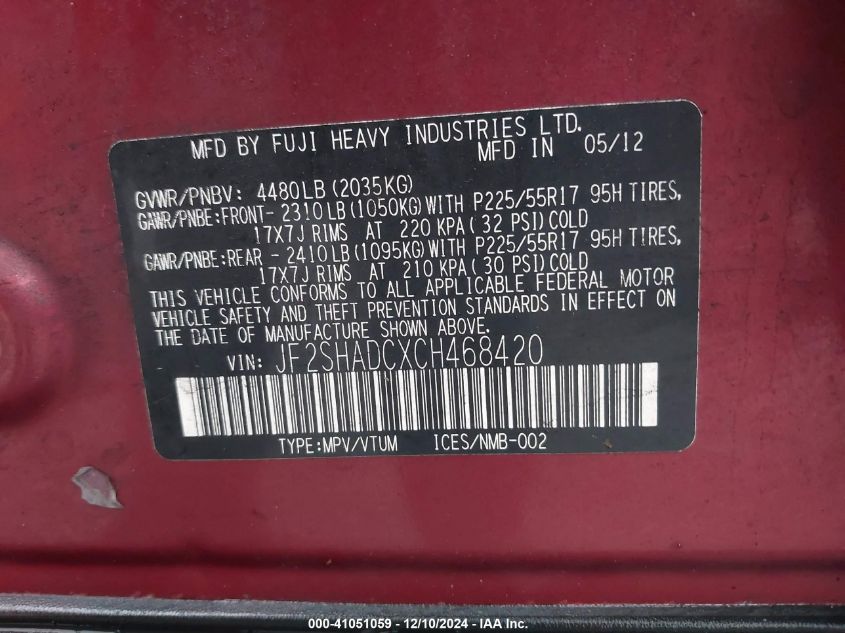 MFD BY FUJI HEAVY INDUSTRIES LTD.
MFD IN 05/12
GVWR/PNBV: 4480LB (2035KG)
GAWR/PNBE:FRONT- 2310LB (1050KG) WITH P225/55R17 95H TIRES,
17X7J RIMS AT 220 KPA ( 32 PSI) COLD
GAWR/PNBE:REAR - 2410LB (1095KG) WITH P225/55R17 95H TIRES,
17X7J RIMS AT 210 KPA ( 30 PSI) COLD
THIS VEHICLE CONFORMS TO ALL APPLICABLE FEDERAL MOTOR
VEHICLE SAFETY AND THEFT PREVENTION STANDARDS IN EFFECT ON
THE DATE OF MANUFACTURE SHOWN ABOVE.
VIN: JF2SHADCXCH468420
TYPE:MPV/VTUM ICES/NMB-002
000-41051059 - 12/10/2024 - IAA Inc.